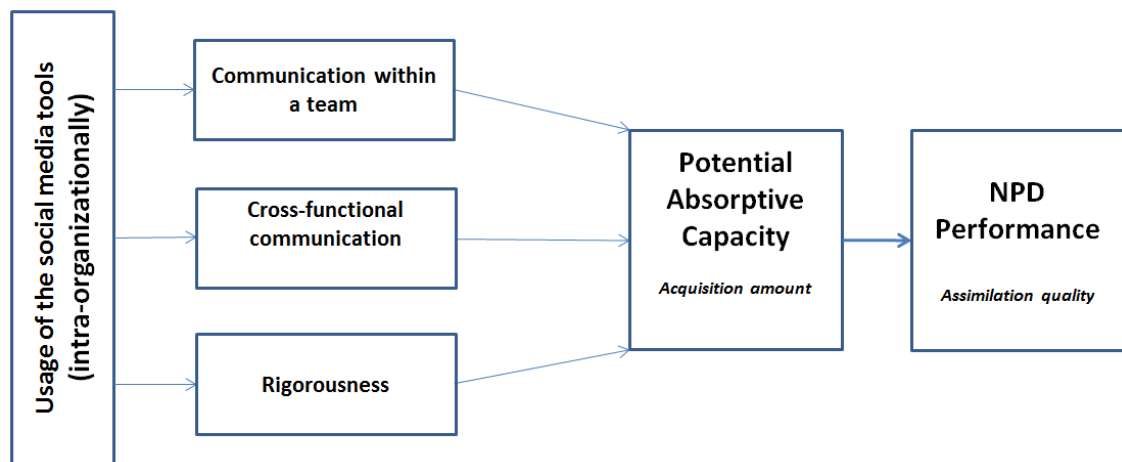 Usage of the social media tools
(intra-organizationally)
Communication within
a team
Cross-functional
communication
Rigorousness
Potential
Absorptive
Capacity
Acquisition amount
NPD
Performance
Assimilation quality